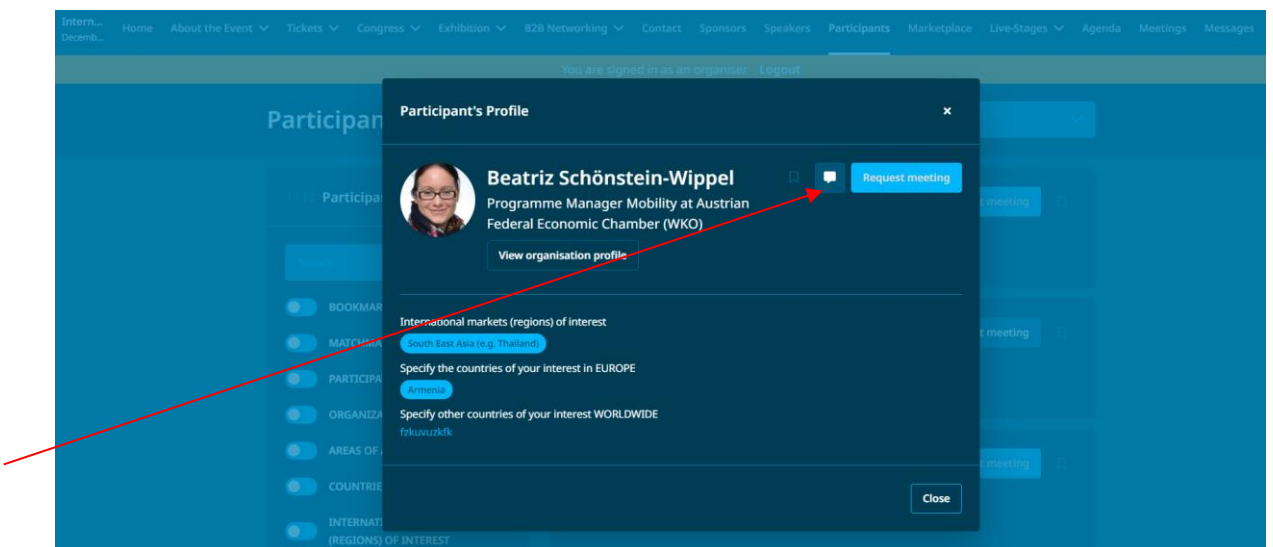 Intern...
Decemb...
Home About the Event Tickets Congress Exhibition B2B Networking Contact Sponsors Speakers Participants Marketplace Live-Stages Agenda Meetings Messages
You are signed in as an organiser Logout
Participan
Participant's Profile
×
Beatriz Schönstein-Wippel
Programme Manager Mobility at Austrian
Federal Economic Chamber (WKO)
Request meeting
View organisation profile
International markets (regions) of interest
South East Asia (e.g. Thailand)
Specify the countries of your interest in EUROPE
Armenia
Specify other countries of your interest WORLDWIDE
fzkuvuzkfk
Close
Participa
BOOKMAR
MATCHMA
PARTICIPA
ORGANIZA
AREAS OF
COUNTRIE
INTERNATI
(REGIONS) OF INTEREST
t meeting
t meeting
t meeting